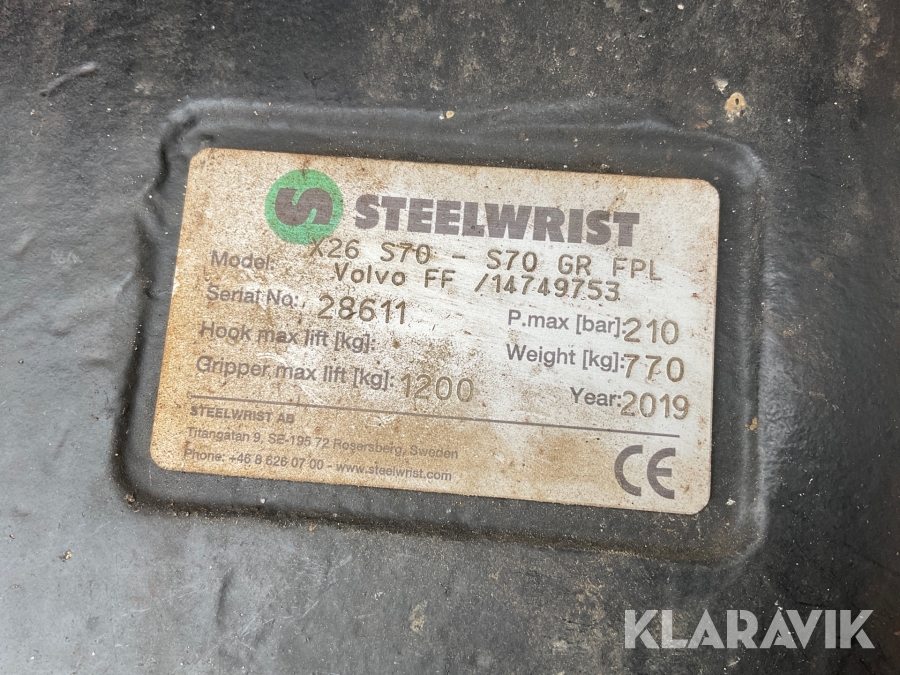 STEELWRIST
Model: X26 S70 - S70 GR FPL
Volvo FF /14749753
Serial No: 28611 P.max [bar]: 210
Hook max lift [kg]: Weight [kg]: 770
Gripper max lift [kg]: 1200 Year: 2019
STEELWRIST AB
Titangatan 9, SE-195 72 Rosersberg, Sweden
Phone: +46 8 626 07 00 - www.steelwrist.com
CE
KLARAVIK